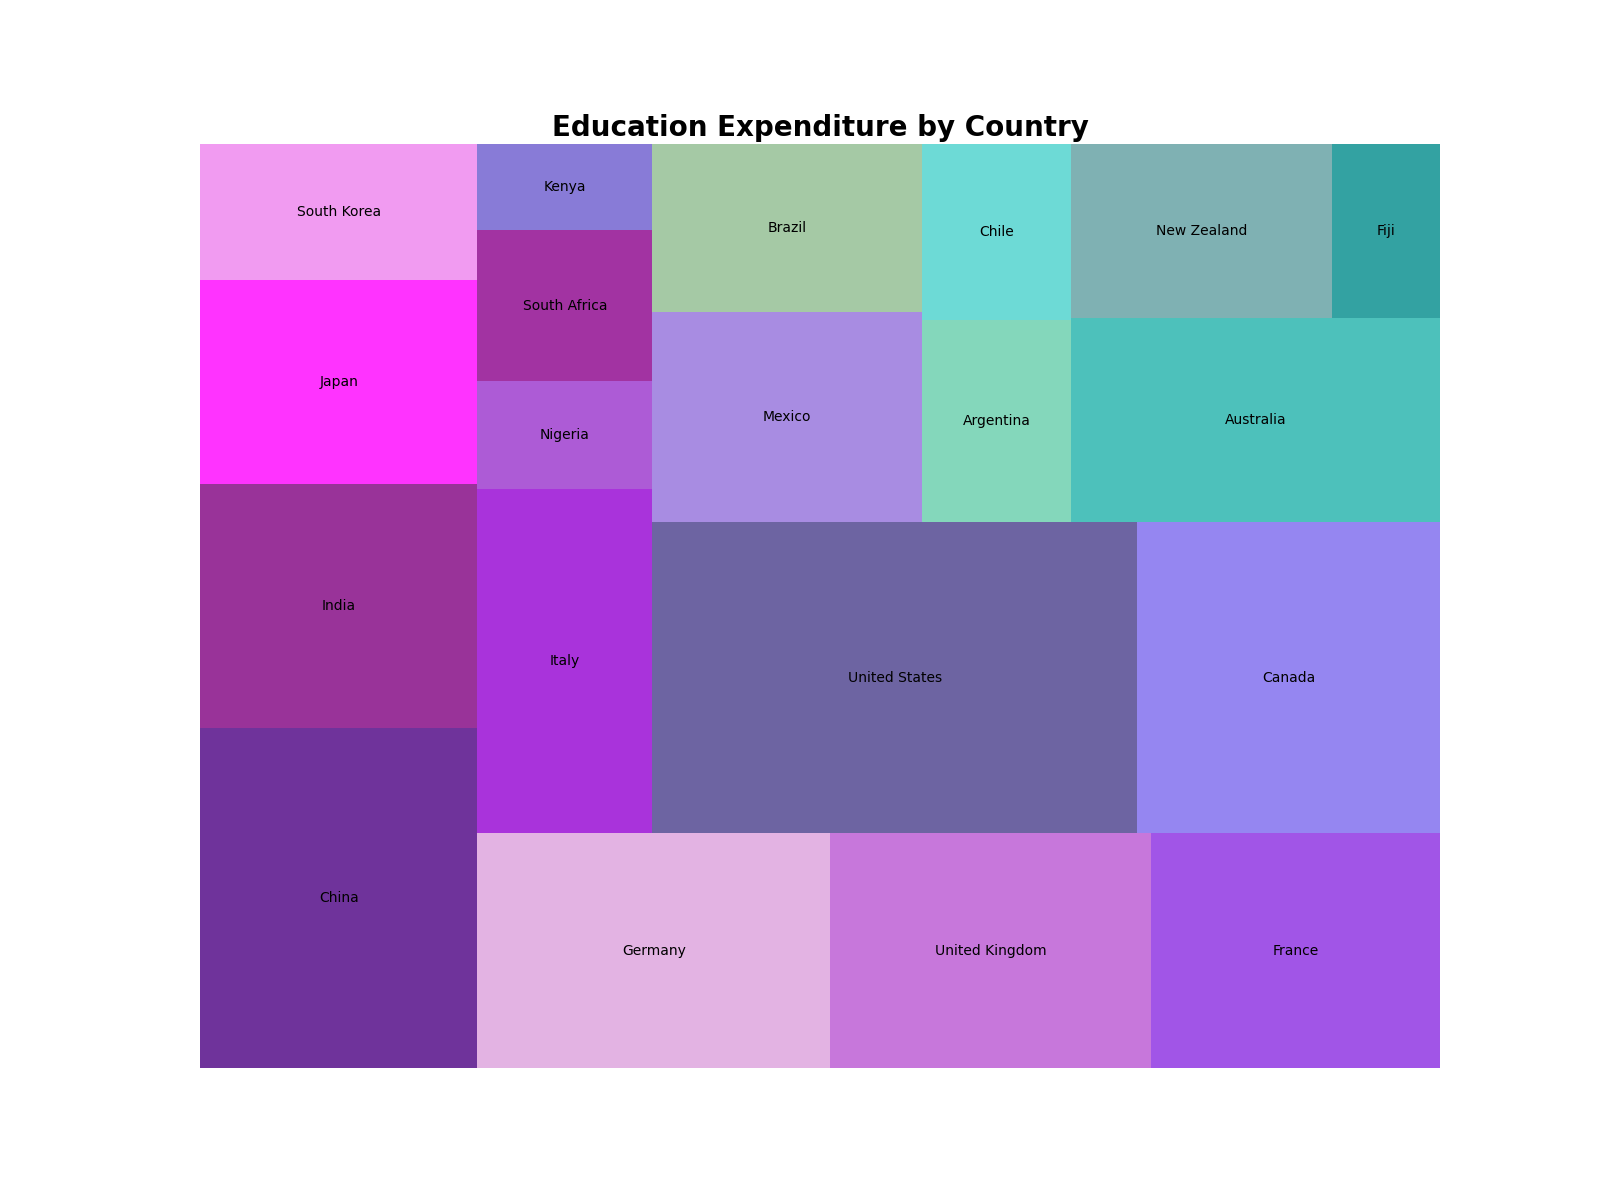 Education Expenditure by Country
South Korea
Kenya
Brazil
Chile
New Zealand
Fiji
South Africa
Japan
Mexico
Argentina
Australia
Nigeria
India
Italy
United States
Canada
China
Germany
United Kingdom
France